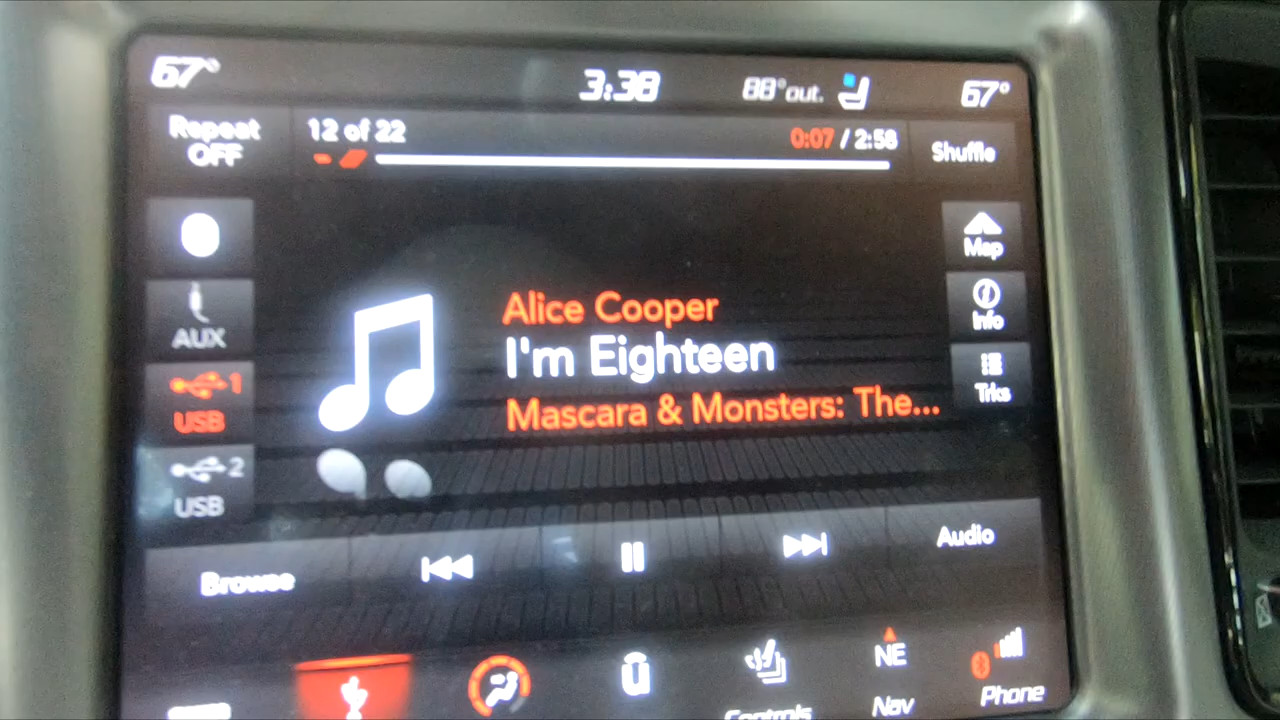 67°
3:38
88° out.
67°
Repeat
OFF
12 of 22
0:07 / 2:58
Shuffle
Map
AUX
Info
Alice Cooper
I'm Eighteen
1
USB
Mascara & Monsters: The...
Trks
2
USB
Browse
Audio
NE
Controls
Nav
Phone